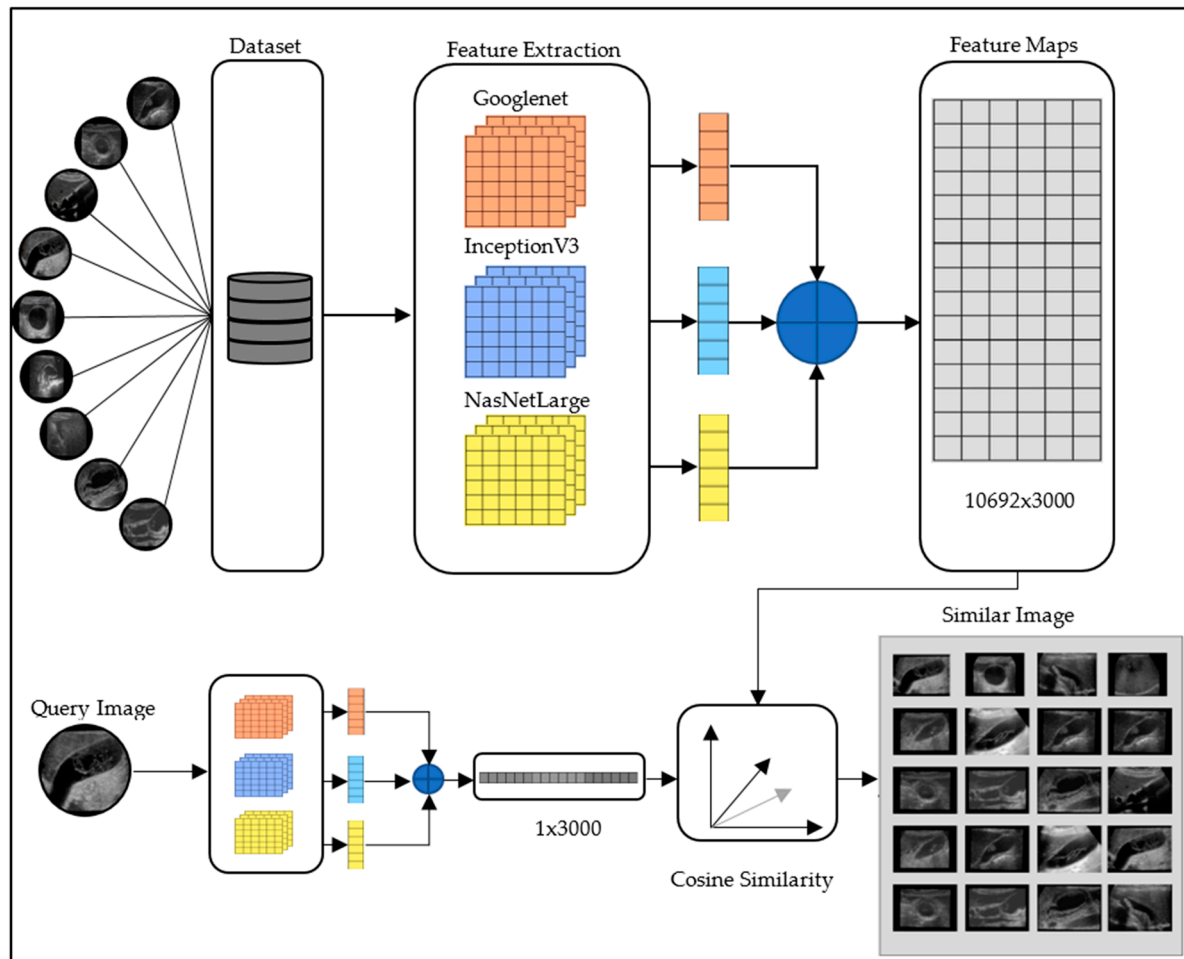 Dataset
Feature Extraction
Feature Maps
Googlenet
InceptionV3
NasNetLarge
10692x3000
Similar Image
Query Image
1x3000
Cosine Similarity